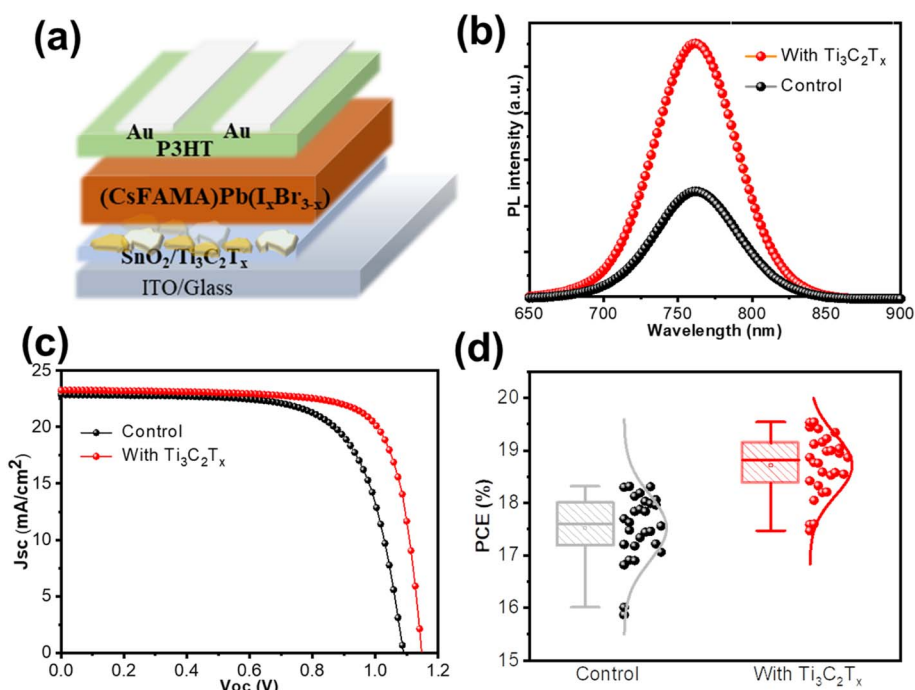 (a)
Au
Au
P3HT
(CsFAMA)Pb(IₓBr₃₋ₓ)
SnO₂/Ti₃C₂Tₓ
ITO/Glass
(b)
With Ti₃C₂Tₓ
Control
PL intensity (a.u.)
650 700 750 800 850 900
Wavelength (nm)
(c)
25
20
15
10
5
0
Jsc (mA/cm²)
Control
With Ti₃C₂Tₓ
0.0 0.2 0.4 0.6 0.8 1.0 1.2
Voc (V)
(d)
20
19
18
17
16
15
PCE (%)
Control With Ti₃C₂Tₓ